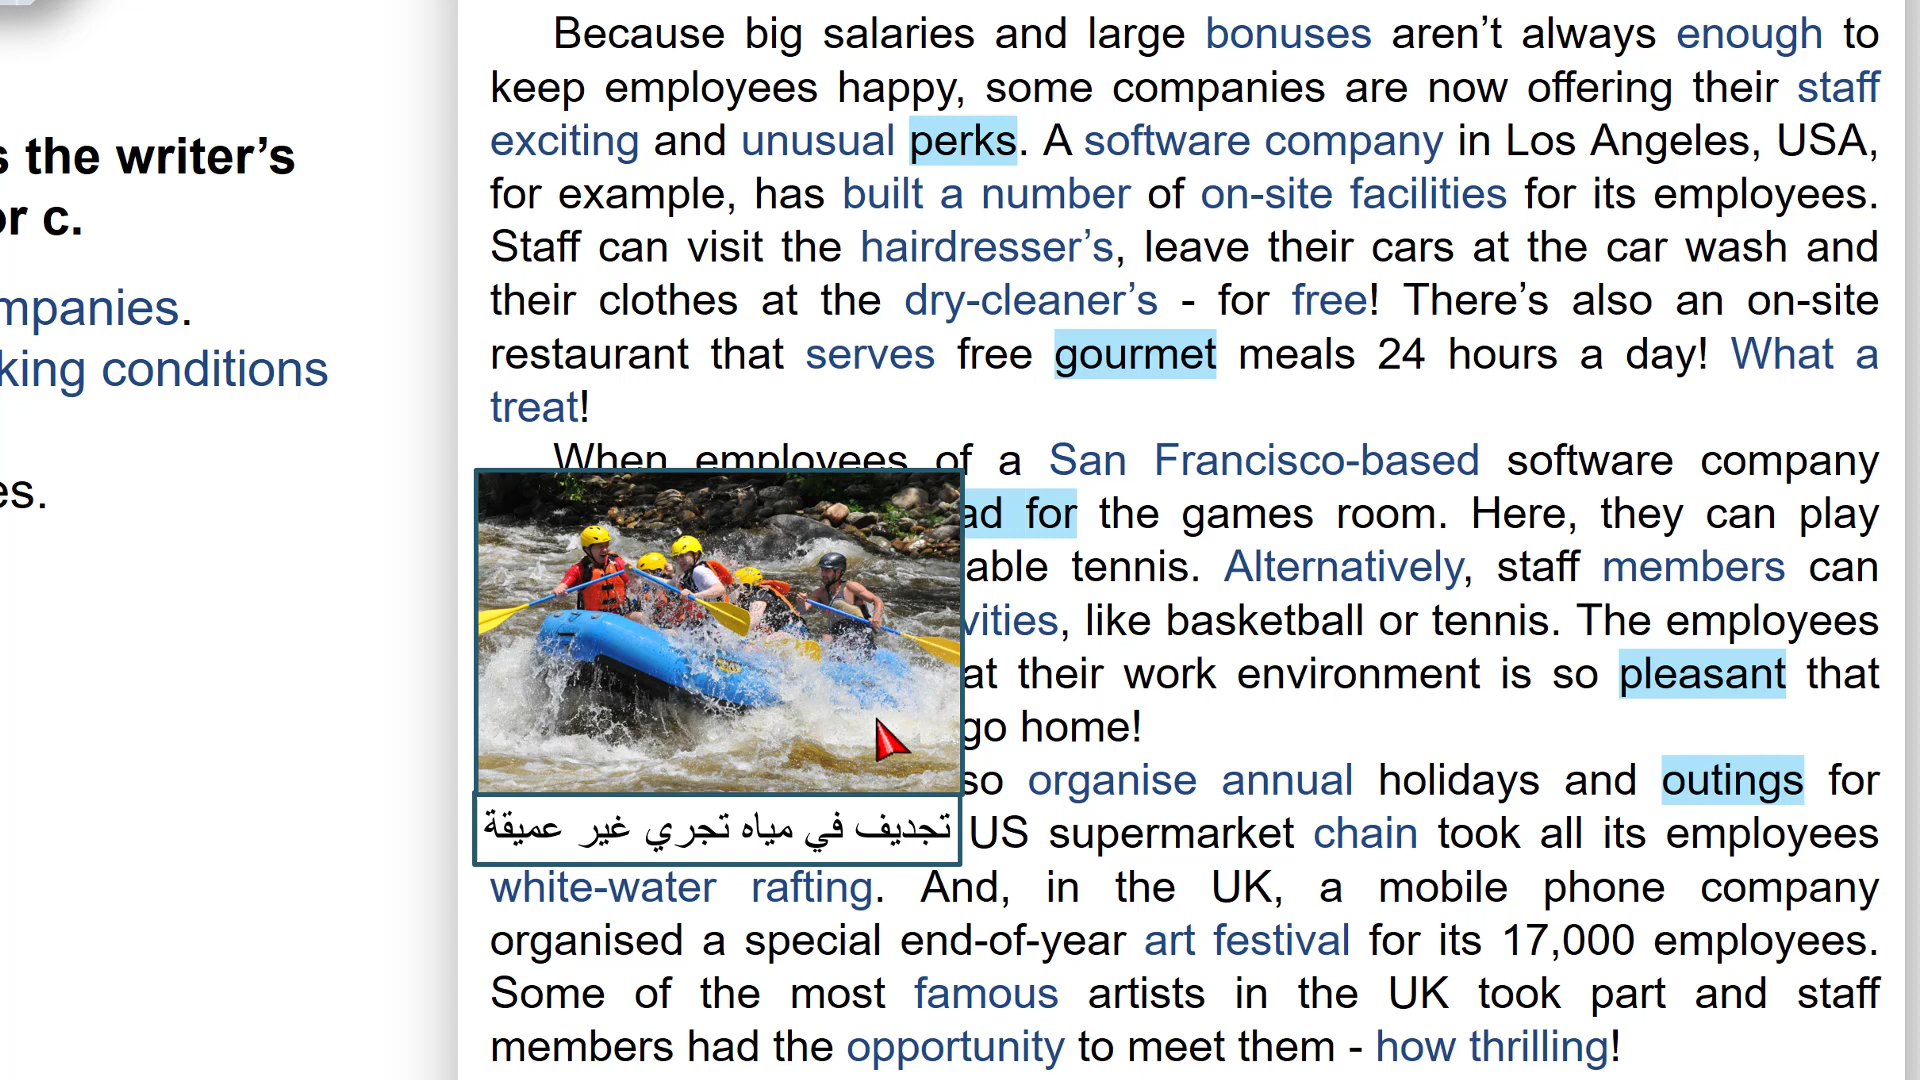 s the writer’s
or c.
mpanies.
king conditions
es.
Because big salaries and large bonuses aren’t always enough to
keep employees happy, some companies are now offering their staff
exciting and unusual perks. A software company in Los Angeles, USA,
for example, has built a number of on-site facilities for its employees.
Staff can visit the hairdresser’s, leave their cars at the car wash and
their clothes at the dry-cleaner’s - for free! There’s also an on-site
restaurant that serves free gourmet meals 24 hours a day! What a
treat!
When employees of a San Francisco-based software company
ad for the games room. Here, they can play
able tennis. Alternatively, staff members can
vities, like basketball or tennis. The employees
at their work environment is so pleasant that
go home!
so organise annual holidays and outings for
تجديف في مياه تجري غير عميقة
US supermarket chain took all its employees
white-water rafting. And, in the UK, a mobile phone company
organised a special end-of-year art festival for its 17,000 employees.
Some of the most famous artists in the UK took part and staff
members had the opportunity to meet them - how thrilling!